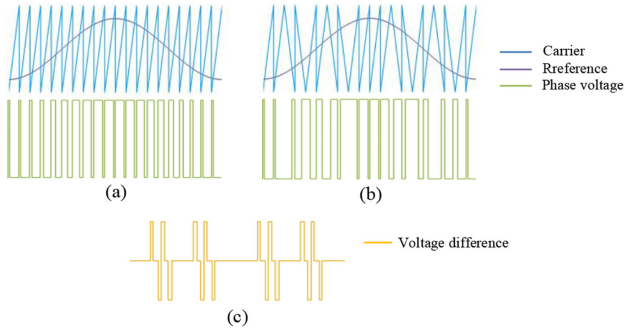 Carrier
Rreference
Phase voltage
(a)
(b)
Voltage difference
(c)